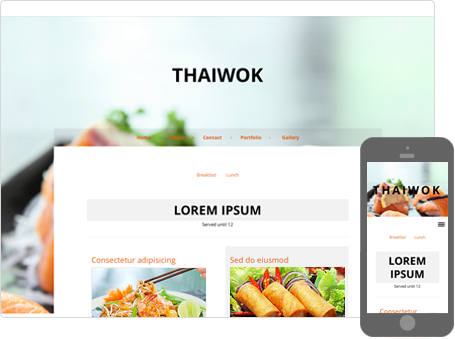 THAIWOK
Home
Contact
Portfolio
Gallery
Breakfast Lunch
LOREM IPSUM
Served until 12
Consectetur adipisicing
Sed do eiusmod
THAIWOK
Breakfast Lunch
LOREM
IPSUM
Served until 12
Consectetur